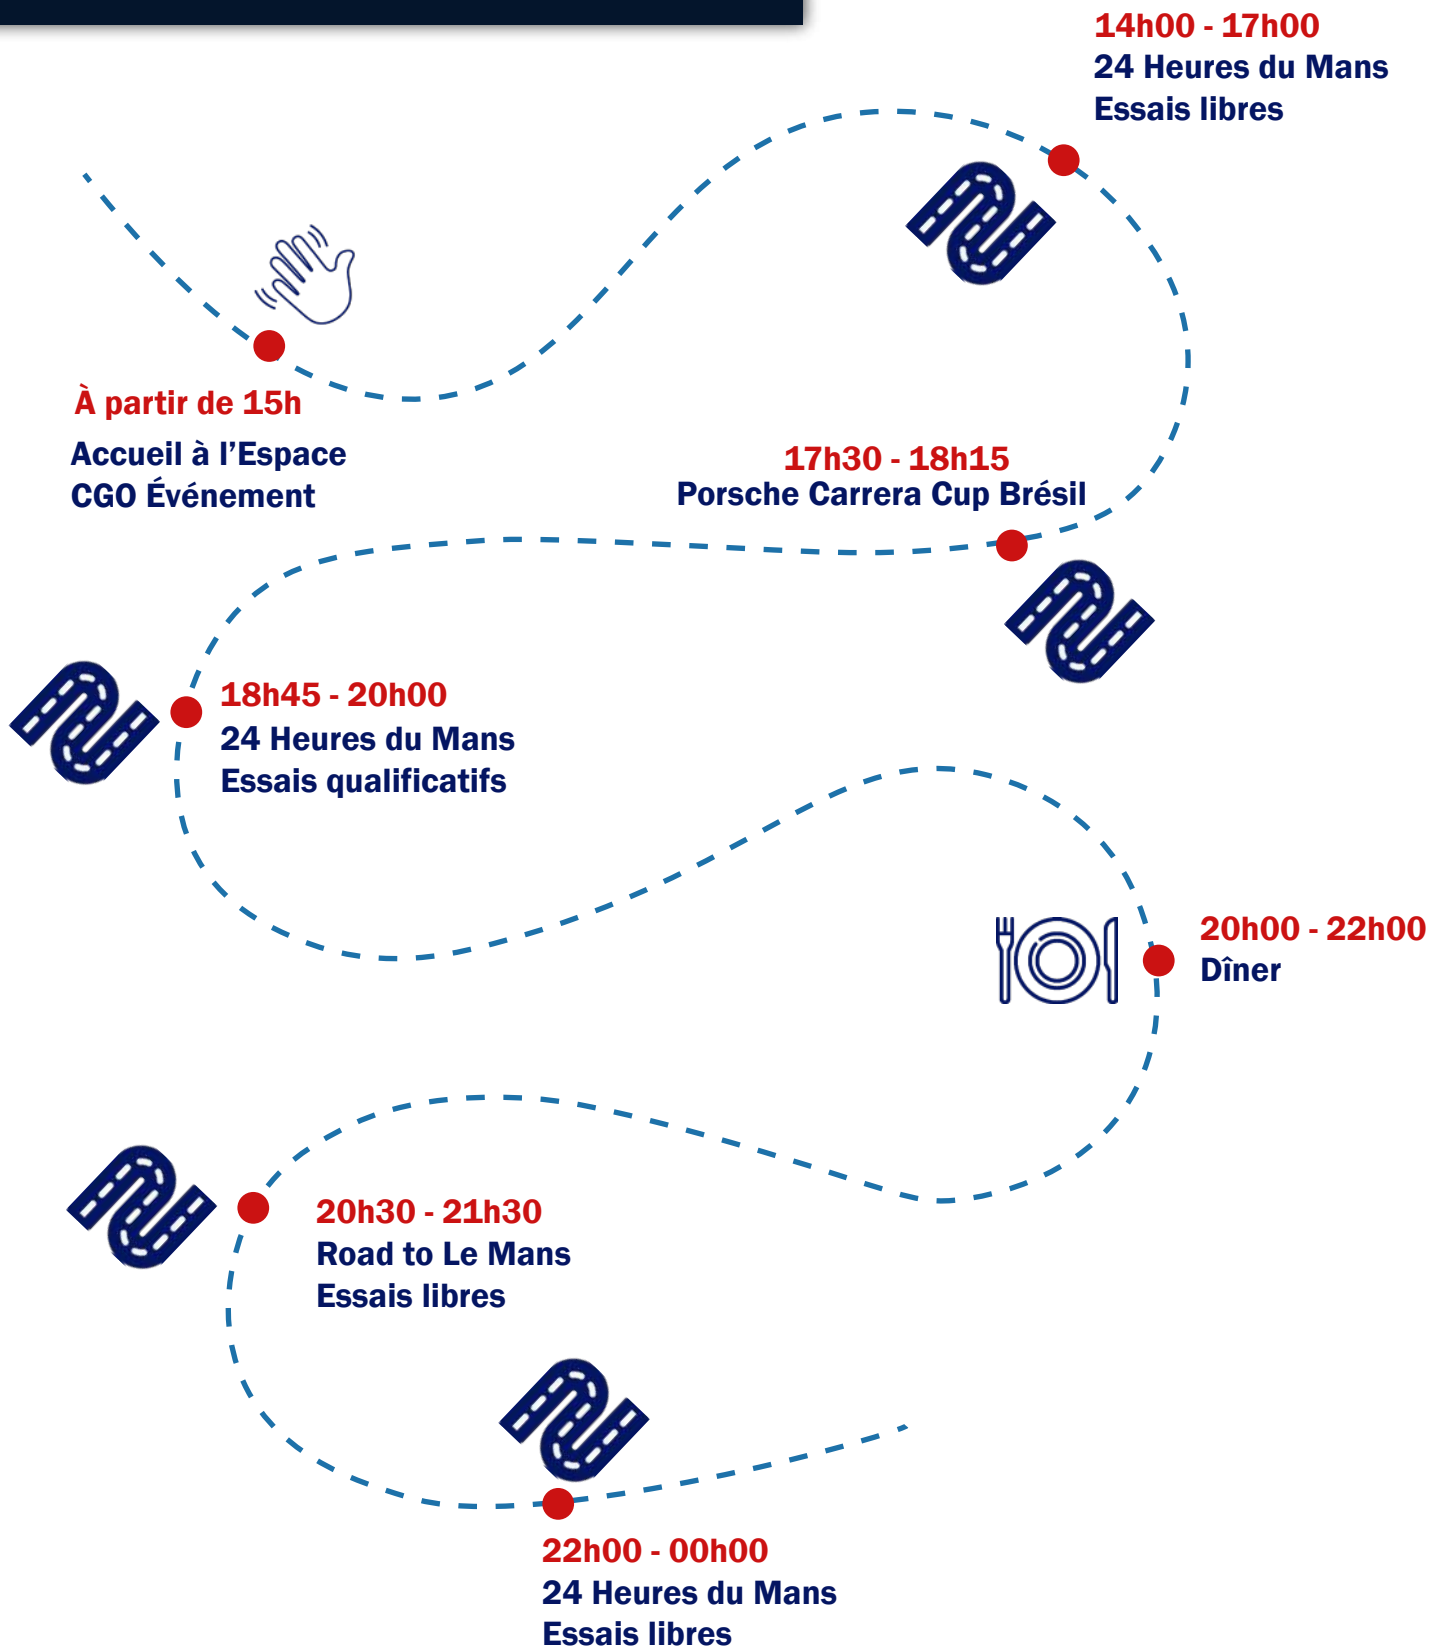 14h00 - 17h00
24 Heures du Mans
Essais libres
À partir de 15h
Accueil à l’Espace
CGO Événement
17h30 - 18h15
Porsche Carrera Cup Brésil
18h45 - 20h00
24 Heures du Mans
Essais qualificatifs
20h00 - 22h00
Dîner
20h30 - 21h30
Road to Le Mans
Essais libres
22h00 - 00h00
24 Heures du Mans
Essais libres